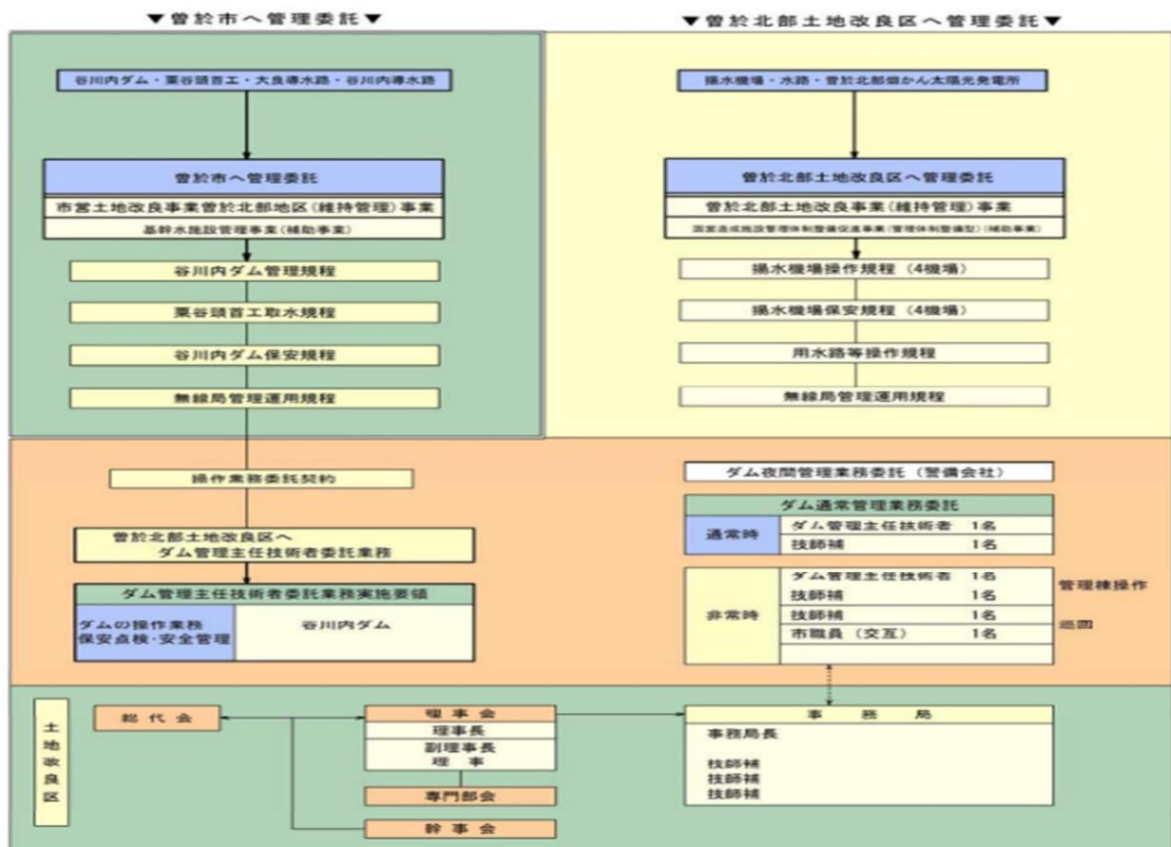 ▼曽於市へ管理委託▼
▼曽於北部土地改良区へ管理委託▼
谷川内ダム・粟谷頭首工・大良導水路・谷川内導水路
曽於市へ管理委託
市営土地改良事業曽於北部地区(維持管理)事業
基幹水施設管理事業(補助事業)
谷川内ダム管理規程
粟谷頭首工取水規程
谷川内ダム保安規程
無線局管理運用規程
揚水機場・水路・曽於北部畑かん太陽光発電所
曽於北部土地改良区へ管理委託
曽於北部土地改良事業(維持管理)事業
国営造成施設管理体制整備促進事業(管理体制整備型)(補助事業)
揚水機場操作規程(4機場)
揚水機場保安規程(4機場)
用水路等操作規程
無線局管理運用規程
操作業務委託契約
曽於北部土地改良区へ
ダム管理主任技術者委託業務
ダム管理主任技術者委託業務実施要領
ダムの操作業務
保安点検・安全管理
谷川内ダム
ダム夜間管理業務委託(警備会社)
ダム通常管理業務委託
通常時
ダム管理主任技術者 1名
技師補 1名
非常時
ダム管理主任技術者 1名
技師補 1名
技師補 1名
市職員(交互) 1名
管理棟操作
巡回
土地改良区
総代会
理事会
理事長
副理事長
理 事
専門部会
幹事会
事 務 局
事務局長
技師補
技師補
技師補